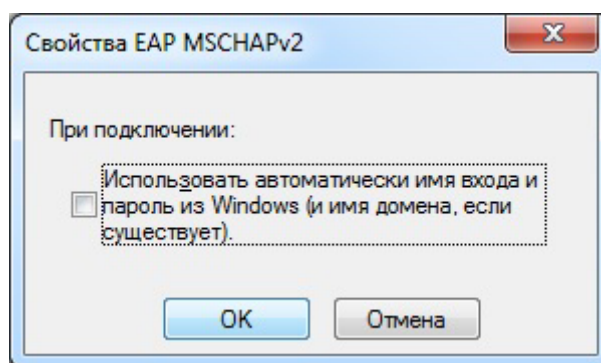 Свойства EAP MSCHAPv2
При подключении:
Использовать автоматически имя входа и
пароль из Windows (и имя домена, если
существует).
OK
Отмена